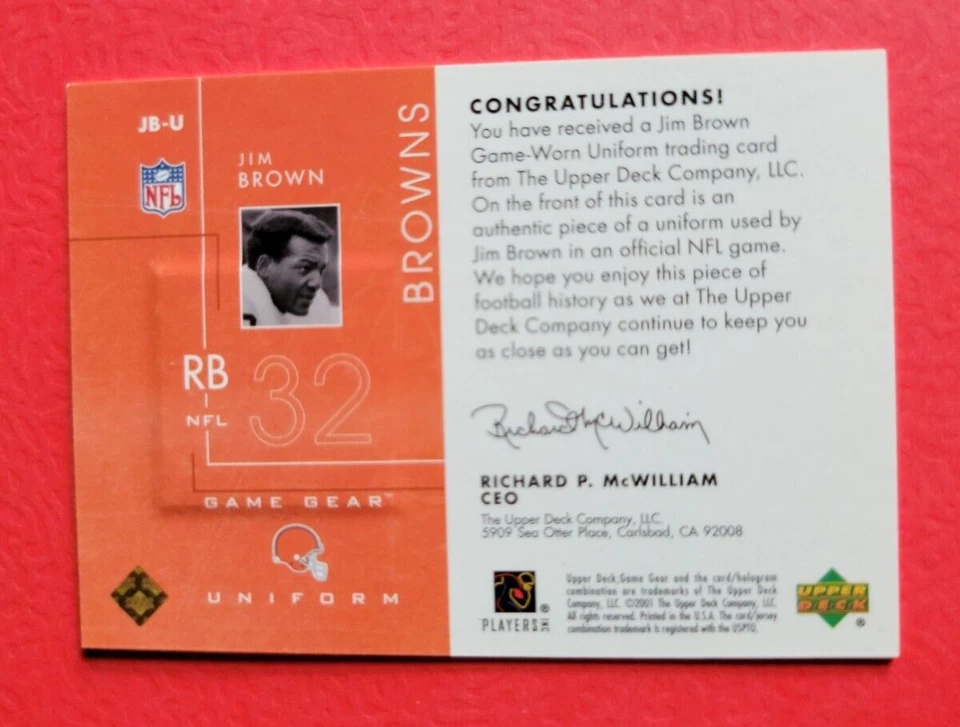 JB-U
NFL
JIM
BROWN
BROWNS
RB
NFL
32
GAME GEAR™
UNIFORM
CONGRATULATIONS!
You have received a Jim Brown
Game-Worn Uniform trading card
from The Upper Deck Company, LLC.
On the front of this card is an
authentic piece of a uniform used by
Jim Brown in an official NFL game.
We hope you enjoy this piece of
football history as we at The Upper
Deck Company continue to keep you
as close as you can get!
Richard P. McWilliam
RICHARD P. McWILLIAM
CEO
The Upper Deck Company, LLC.
5909 Sea Otter Place, Carlsbad, CA 92008
PLAYERS INC ®
Upper Deck, Game Gear and the card/hologram
combination are trademarks of The Upper Deck
Company, LLC. ©2001 The Upper Deck Company, LLC.
All rights reserved. Printed in the U.S.A. The card/jersey
combination trademark is registered with the USPTO.
UPPER
DECK
®